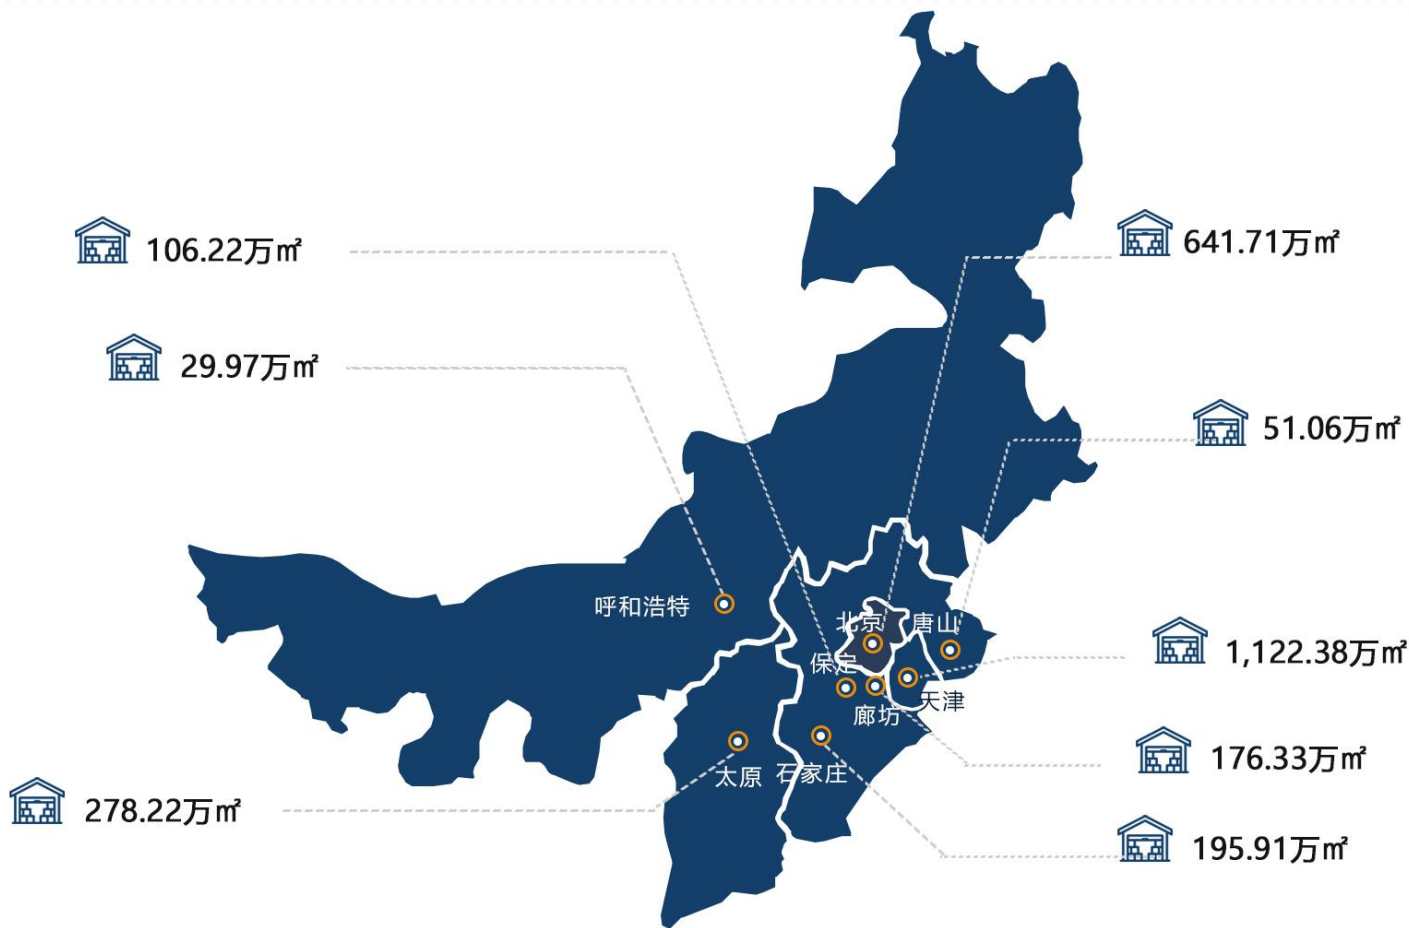 106.22万㎡
641.71万㎡
29.97万㎡
51.06万㎡
呼和浩特
北京
唐山
1,122.38万㎡
保定
天津
廊坊
176.33万㎡
太原
石家庄
278.22万㎡
195.91万㎡